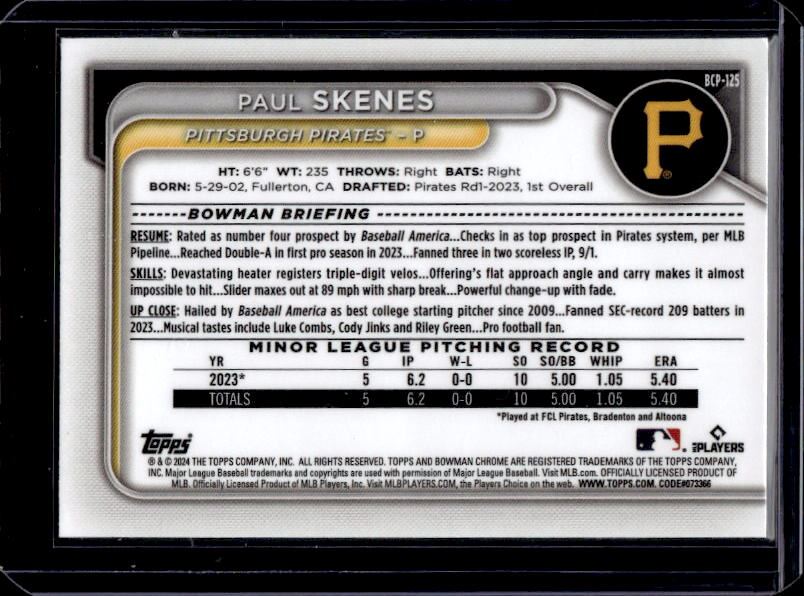 BCP-125
PAUL SKENES
PITTSBURGH PIRATES™ – P
P®
HT: 6'6" WT: 235 THROWS: Right BATS: Right
BORN: 5-29-02, Fullerton, CA DRAFTED: Pirates Rd1-2023, 1st Overall
BOWMAN BRIEFING
RESUME: Rated as number four prospect by Baseball America...Checks in as top prospect in Pirates system, per MLB
Pipeline...Reached Double-A in first pro season in 2023...Fanned three in two scoreless IP, 9/1.
SKILLS: Devastating heater registers triple-digit velos...Offering's flat approach angle and carry makes it almost
impossible to hit...Slider maxes out at 89 mph with sharp break...Powerful change-up with fade.
UP CLOSE: Hailed by Baseball America as best college starting pitcher since 2009...Fanned SEC-record 209 batters in
2023...Musical tastes include Luke Combs, Cody Jinks and Riley Green...Pro football fan.
MINOR LEAGUE PITCHING RECORD
YR G IP W-L SO SO/BB WHIP ERA
2023* 5 6.2 0-0 10 5.00 1.05 5.40
TOTALS 5 6.2 0-0 10 5.00 1.05 5.40
*Played at FCL Pirates, Bradenton and Altoona
Topps
MLB PLAYERS
® & © 2024 THE TOPPS COMPANY, INC. ALL RIGHTS RESERVED. TOPPS AND BOWMAN CHROME ARE REGISTERED TRADEMARKS OF THE TOPPS COMPANY,
INC. Major League Baseball trademarks and copyrights are used with permission of Major League Baseball. Visit MLB.com. OFFICIALLY LICENSED PRODUCT OF
MLB. Officially Licensed Product of MLB Players, Inc. Visit MLBPLAYERS.COM, the Players Choice on the web. WWW.TOPPS.COM. CODE#073366